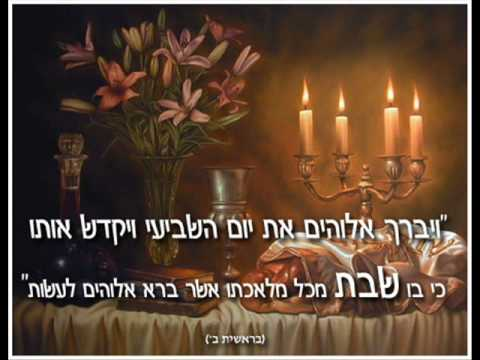 "ויברך אלוהים את יום השביעי ויקדש אותו
כי בו שבת מכל מלאכתו אשר ברא אלוהים לעשות"
(בראשית ב')